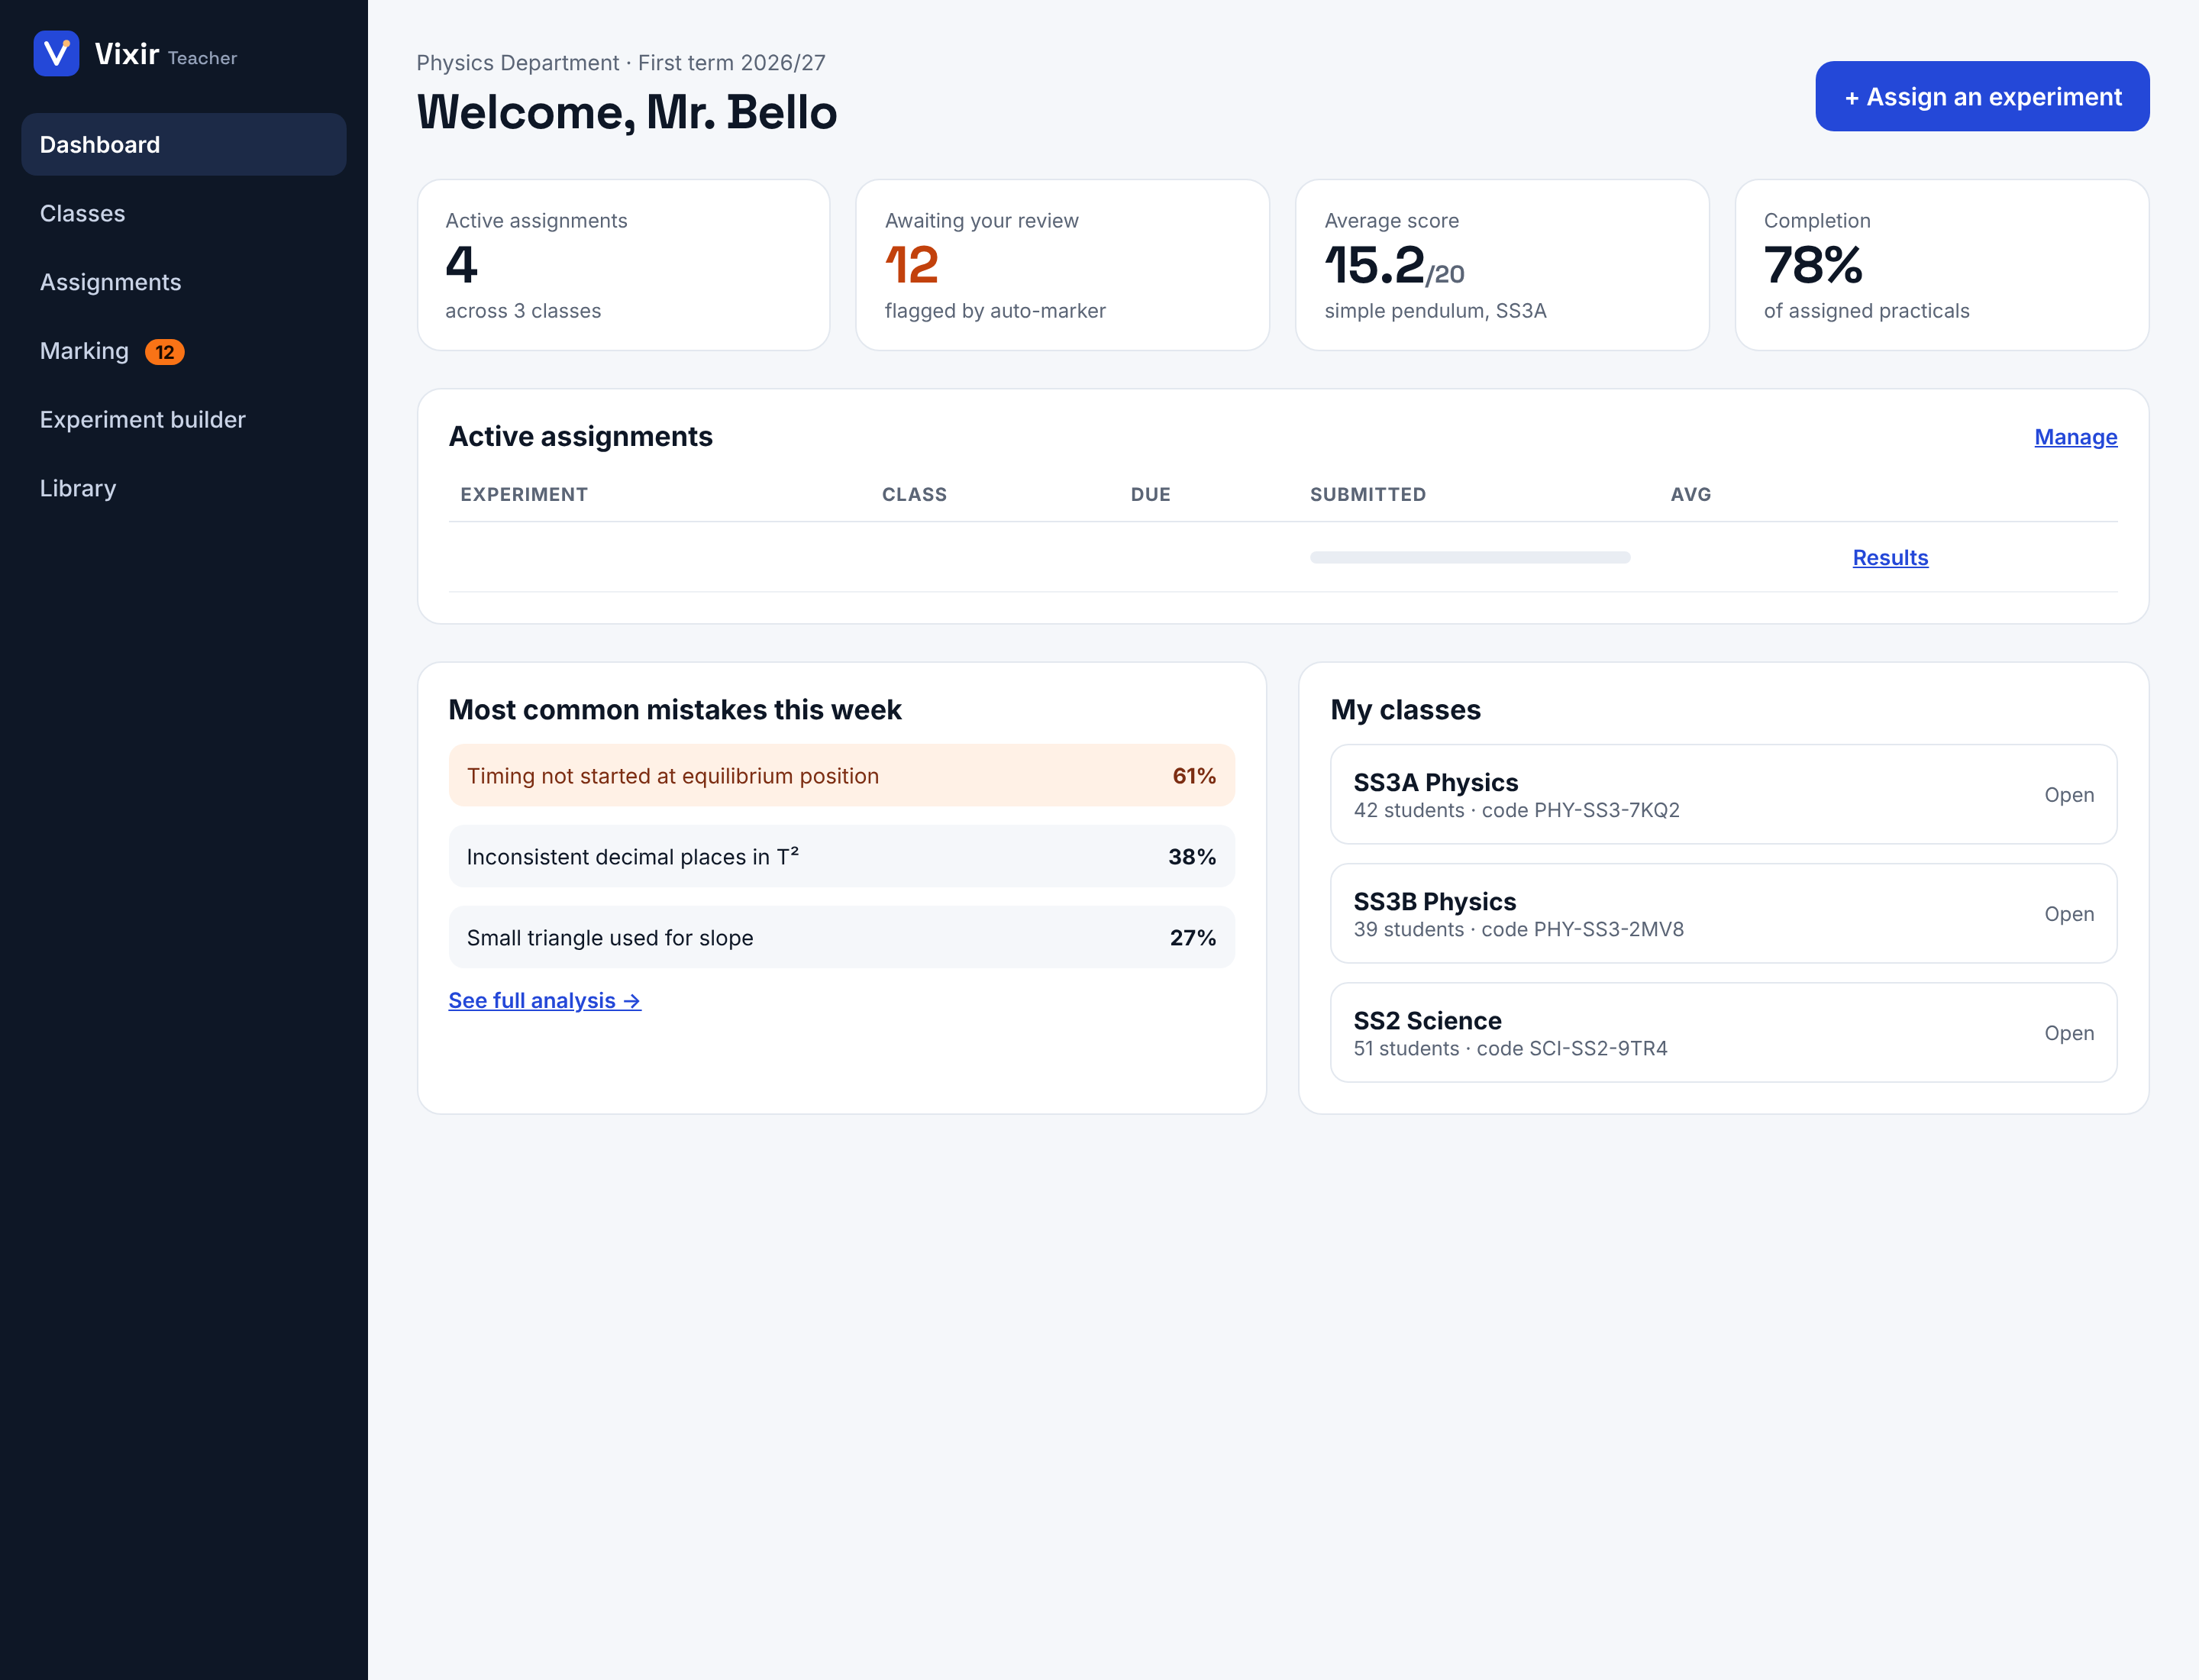 Vixir Teacher
Dashboard
Classes
Assignments
Marking 12
Experiment builder
Library
Physics Department · First term 2026/27
Welcome, Mr. Bello
+ Assign an experiment
Active assignments
4
across 3 classes
Awaiting your review
12
flagged by auto-marker
Average score
15.2/20
simple pendulum, SS3A
Completion
78%
of assigned practicals
Active assignments
Manage
EXPERIMENT CLASS DUE SUBMITTED AVG
Results
Most common mistakes this week
Timing not started at equilibrium position 61%
Inconsistent decimal places in T² 38%
Small triangle used for slope 27%
See full analysis →
My classes
SS3A Physics
42 students · code PHY-SS3-7KQ2
Open
SS3B Physics
39 students · code PHY-SS3-2MV8
Open
SS2 Science
51 students · code SCI-SS2-9TR4
Open